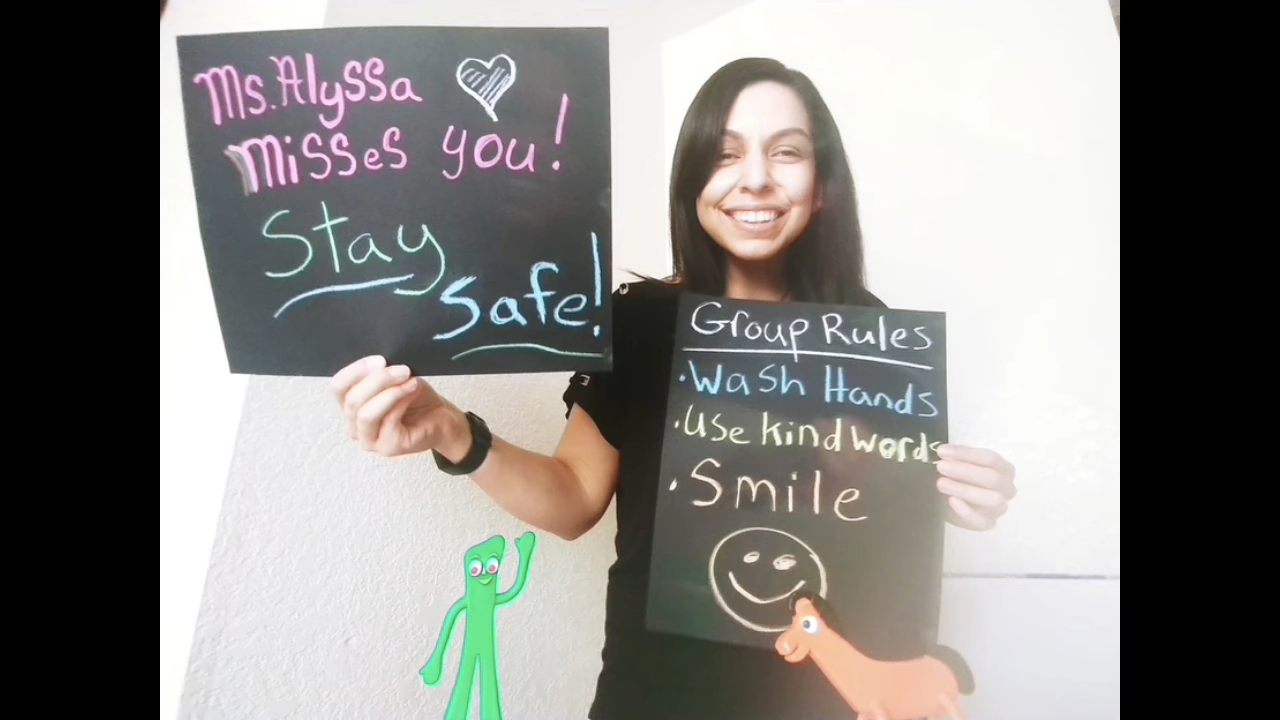 Ms. Alyssa
Misses you!
Stay
Safe!
Group Rules
· Wash Hands
· Use kind words
· Smile